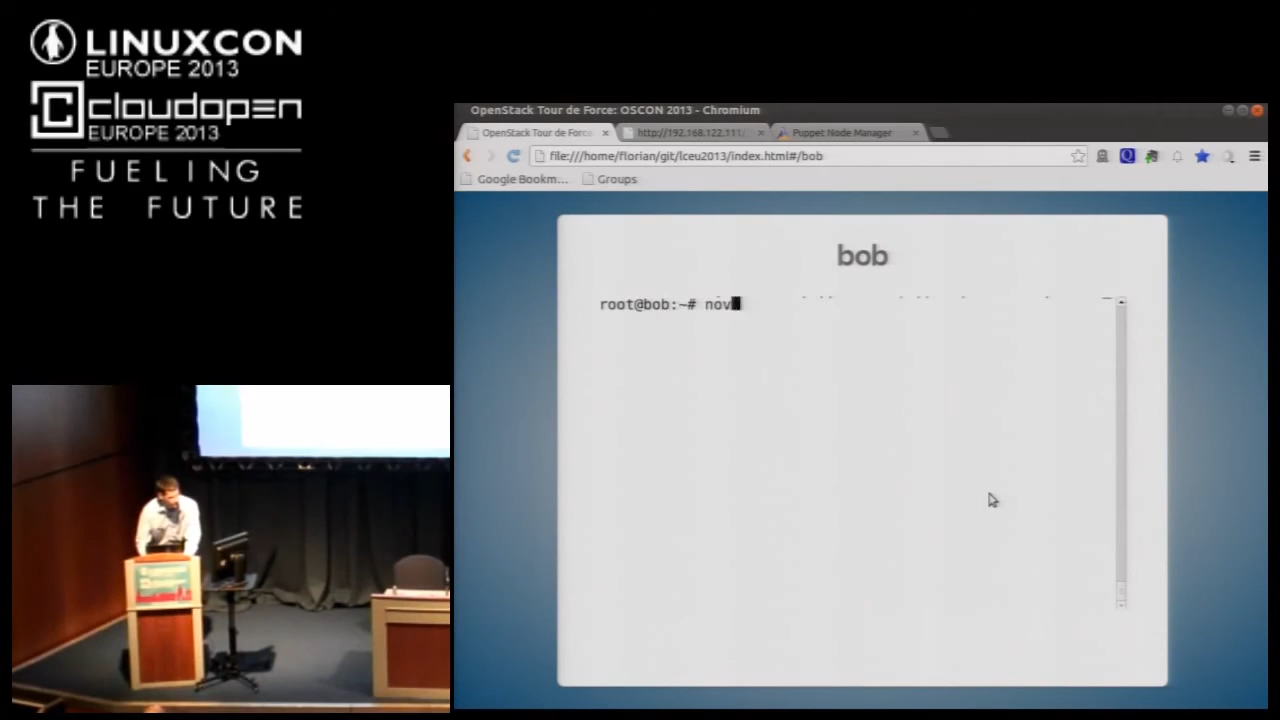 LINUXCON
EUROPE 2013
cloudopen
EUROPE 2013
FUELING
THE FUTURE
OpenStack Tour de Force: OSCON 2013 - Chromium
OpenStack Tour de Force
http://192.168.122.111/
Puppet Node Manager
file:///home/florian/git/lceu2013/index.html#/bob
Google Bookm...
Groups
bob
root@bob:~# nov